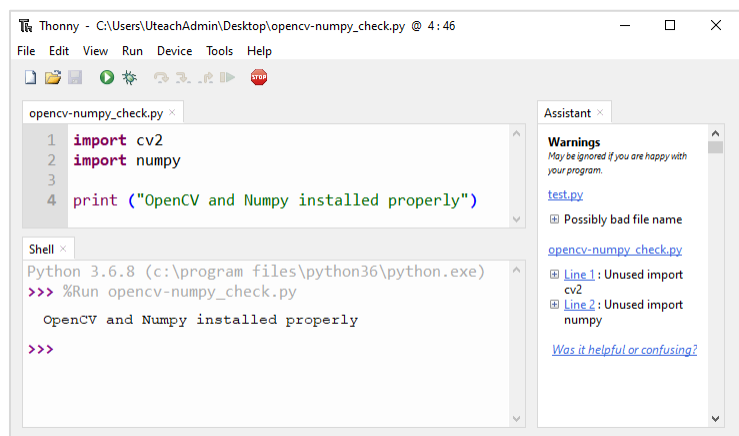 Thonny - C:\Users\UteachAdmin\Desktop\opencv-numpy_check.py @ 4:46
File Edit View Run Device Tools Help
STOP
opencv-numpy_check.py ×
1 import cv2
2 import numpy
3
4 print ("OpenCV and Numpy installed properly")
Shell ×
Python 3.6.8 (c:\program files\python36\python.exe)
>>> %Run opencv-numpy_check.py
OpenCV and Numpy installed properly
>>>
Assistant ×
Warnings
May be ignored if you are happy with
your program.
test.py
Possibly bad file name
opencv-numpy_check.py
Line 1 : Unused import
cv2
Line 2 : Unused import
numpy
Was it helpful or confusing?